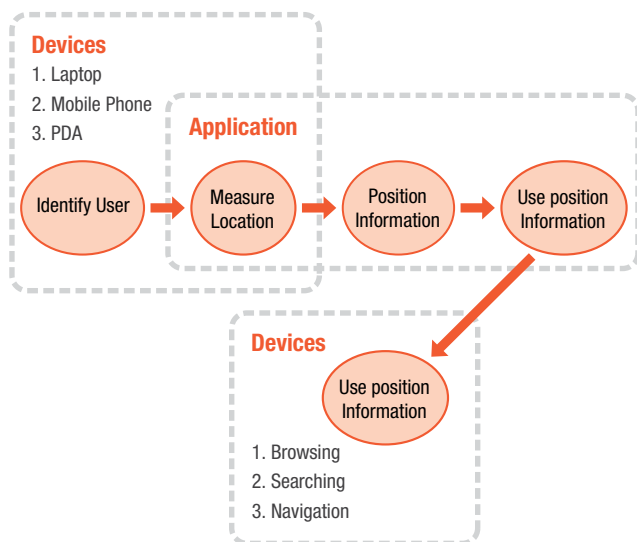 Devices
1. Laptop
2. Mobile Phone
3. PDA
Application
Identify User
Measure
Location
Position
Information
Use position
Information
Devices
Use position
Information
1. Browsing
2. Searching
3. Navigation